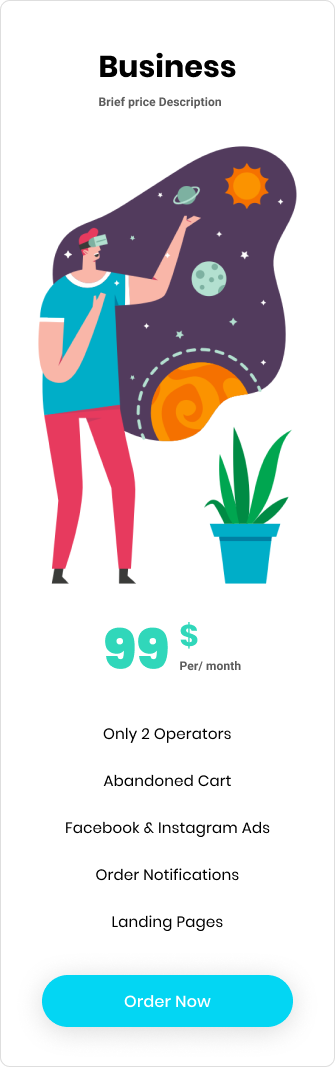 Business
Brief price Description
99 $
Per/ month
Only 2 Operators
Abandoned Cart
Facebook & Instagram Ads
Order Notifications
Landing Pages
Order Now